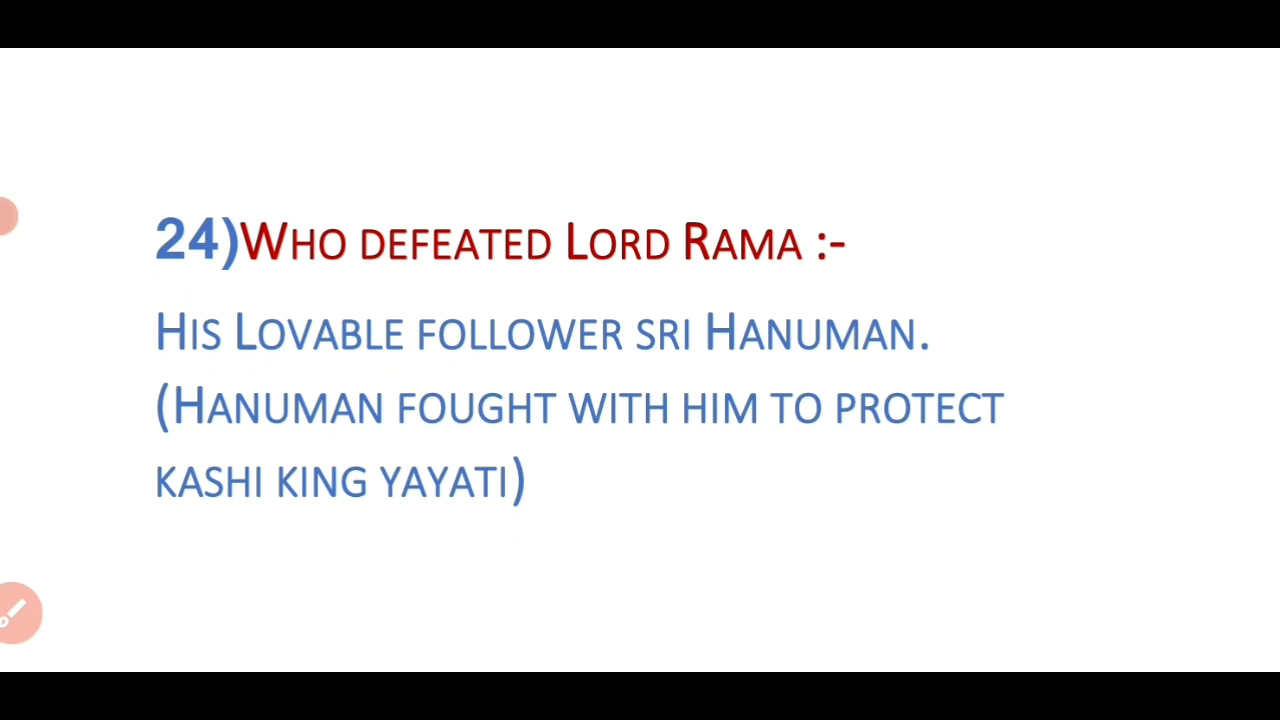 24)Who defeated Lord Rama :-
His Lovable follower sri Hanuman.
(Hanuman fought with him to protect
kashi king yayati)